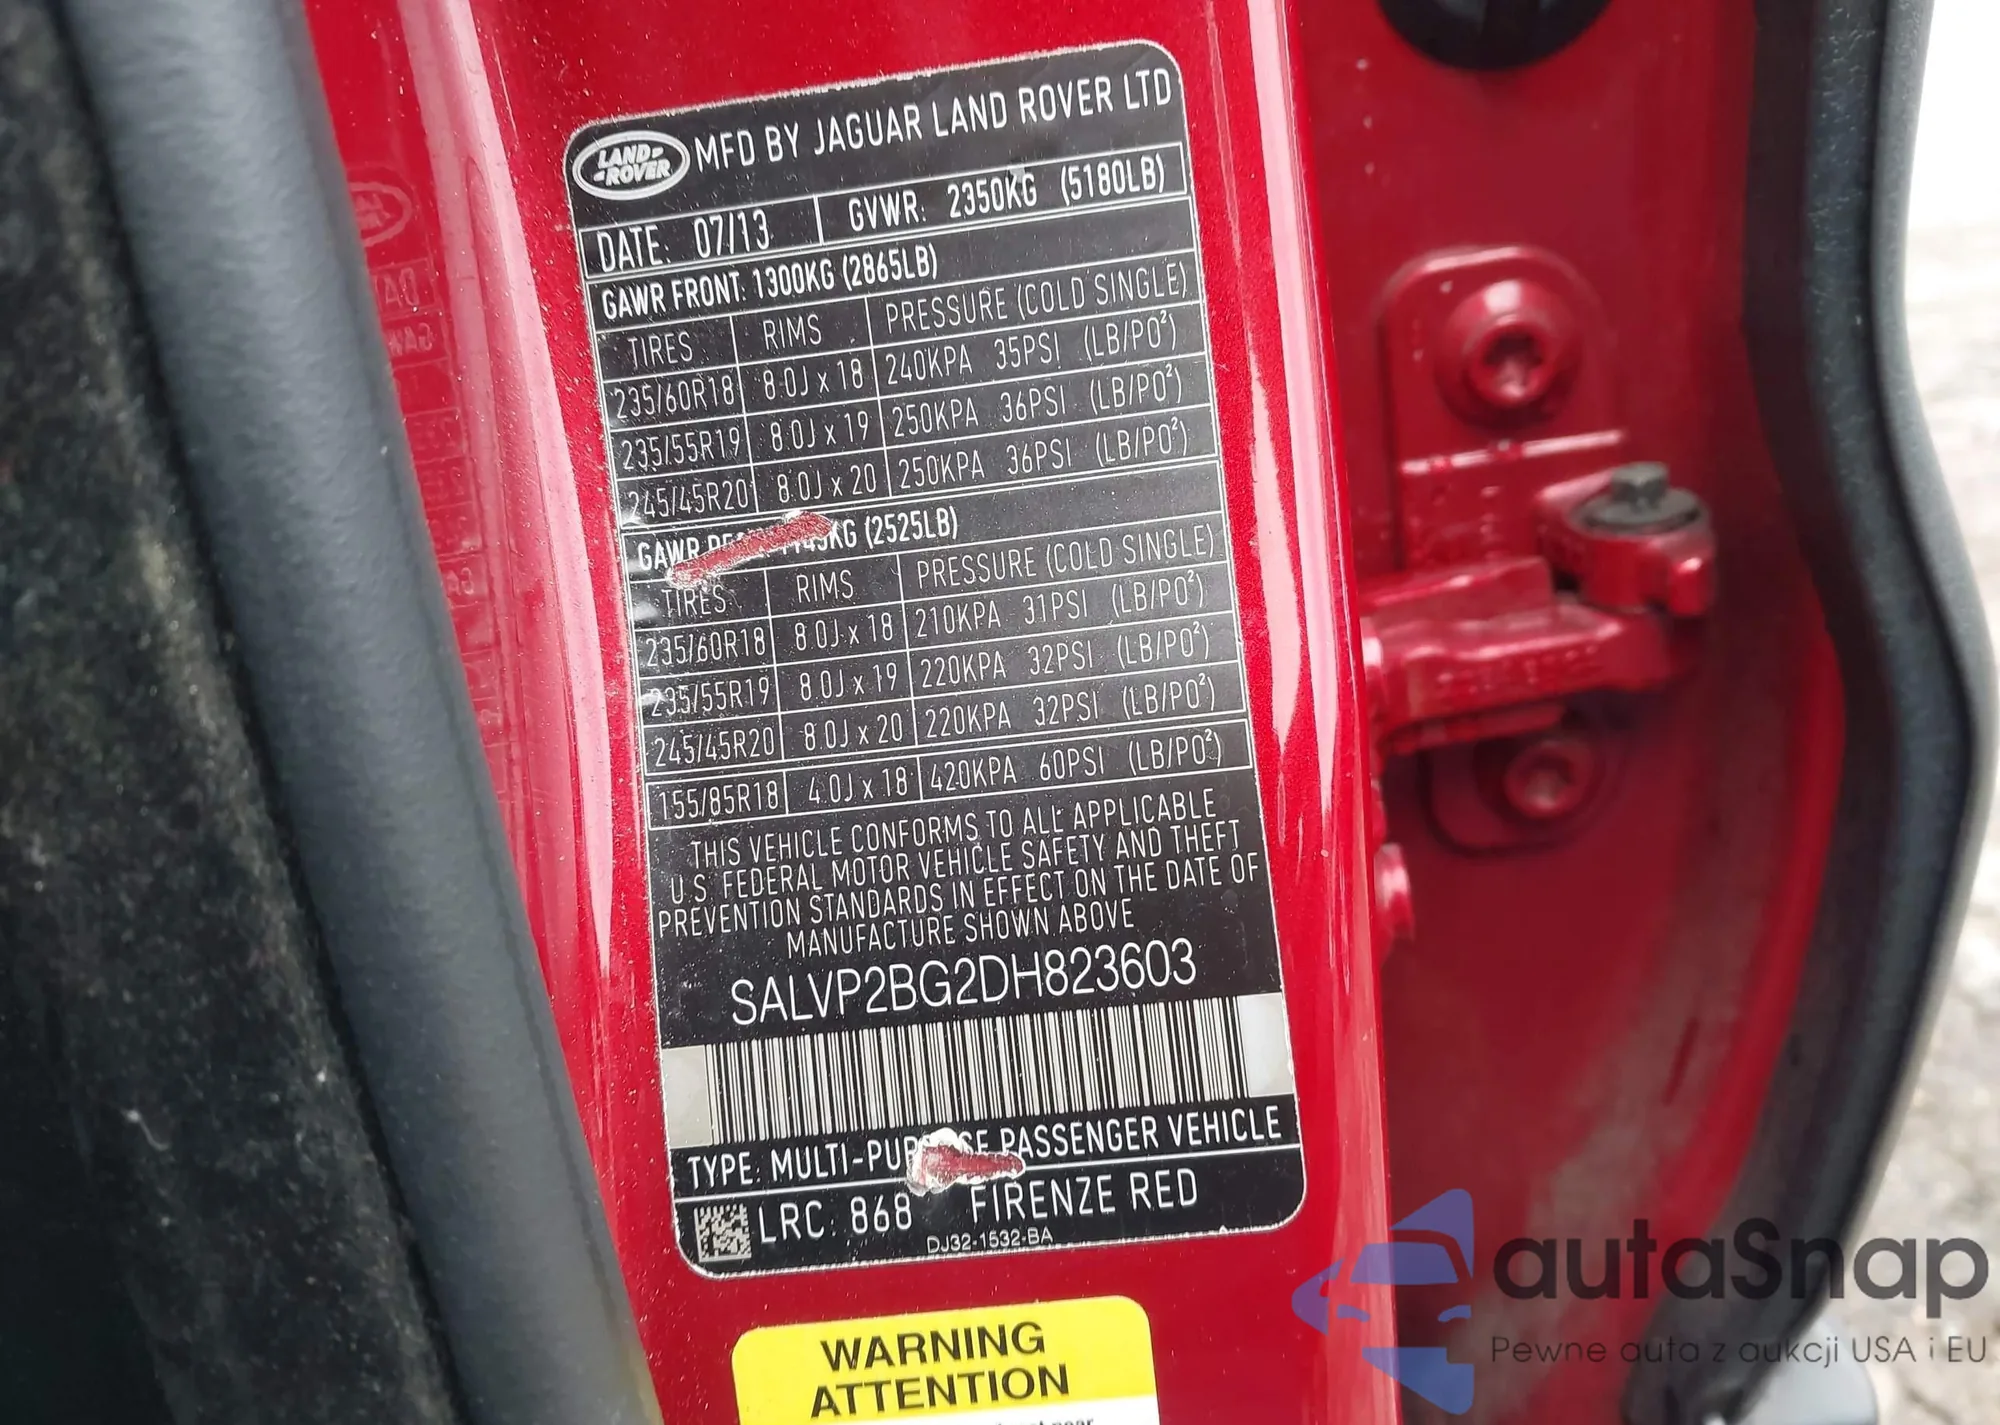 LAND-
-ROVER
MFD BY JAGUAR LAND ROVER LTD
DATE: 07/13 GVWR: 2350KG (5180LB)
GAWR FRONT: 1300KG (2865LB)
TIRES RIMS PRESSURE (COLD SINGLE)
235/60R18 8.0J x 18 240KPA 35PSI (LB/PO²)
235/55R19 8.0J x 19 250KPA 36PSI (LB/PO²)
245/45R20 8.0J x 20 250KPA 36PSI (LB/PO²)
GAWR (2525LB)
TIRES RIMS PRESSURE (COLD SINGLE)
235/60R18 8.0J x 18 210KPA 31PSI (LB/PO²)
235/55R19 8.0J x 19 220KPA 32PSI (LB/PO²)
245/45R20 8.0J x 20 220KPA 32PSI (LB/PO²)
155/85R18 4.0J x 18 420KPA 60PSI (LB/PO²)
THIS VEHICLE CONFORMS TO ALL APPLICABLE
U.S. FEDERAL MOTOR VEHICLE SAFETY AND THEFT
PREVENTION STANDARDS IN EFFECT ON THE DATE OF
MANUFACTURE SHOWN ABOVE
SALVP2BG2DH823603
TYPE: MULTI-PURPOSE PASSENGER VEHICLE
LRC: 868 FIRENZE RED
DJ32-1532-BA
WARNING
ATTENTION
autaSnap
Pewne auta z aukcji USA i EU